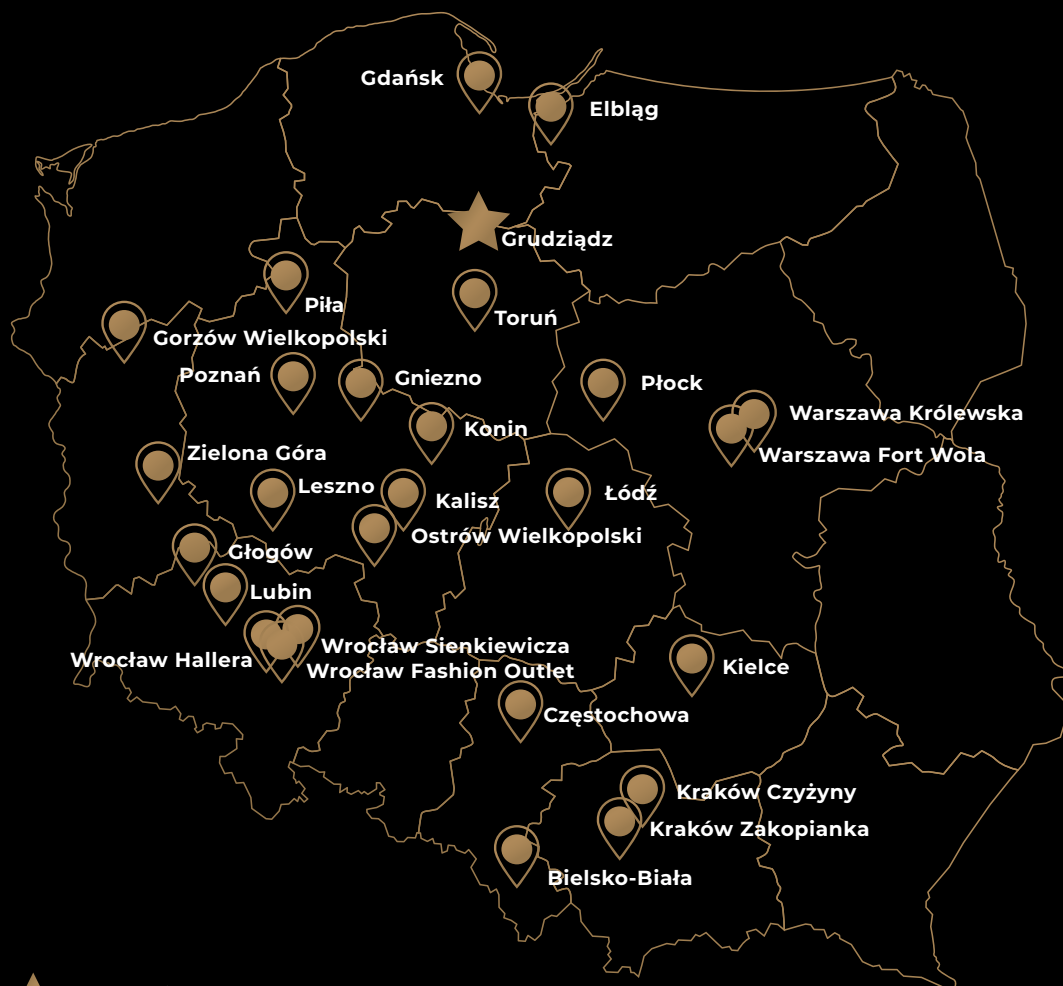 Gdańsk
Elbląg
Grudziądz
Piła
Toruń
Gorzów Wielkopolski
Poznań
Gniezno
Płock
Warszawa Królewska
Konin
Zielona Góra
Warszawa Fort Wola
Leszno
Łódź
Kalisz
Ostrów Wielkopolski
Głogów
Lubin
Wrocław Sienkiewicza
Wrocław Hallera
Wrocław Fashion Outlet
Kielce
Częstochowa
Kraków Czyżyny
Kraków Zakopianka
Bielsko-Biała